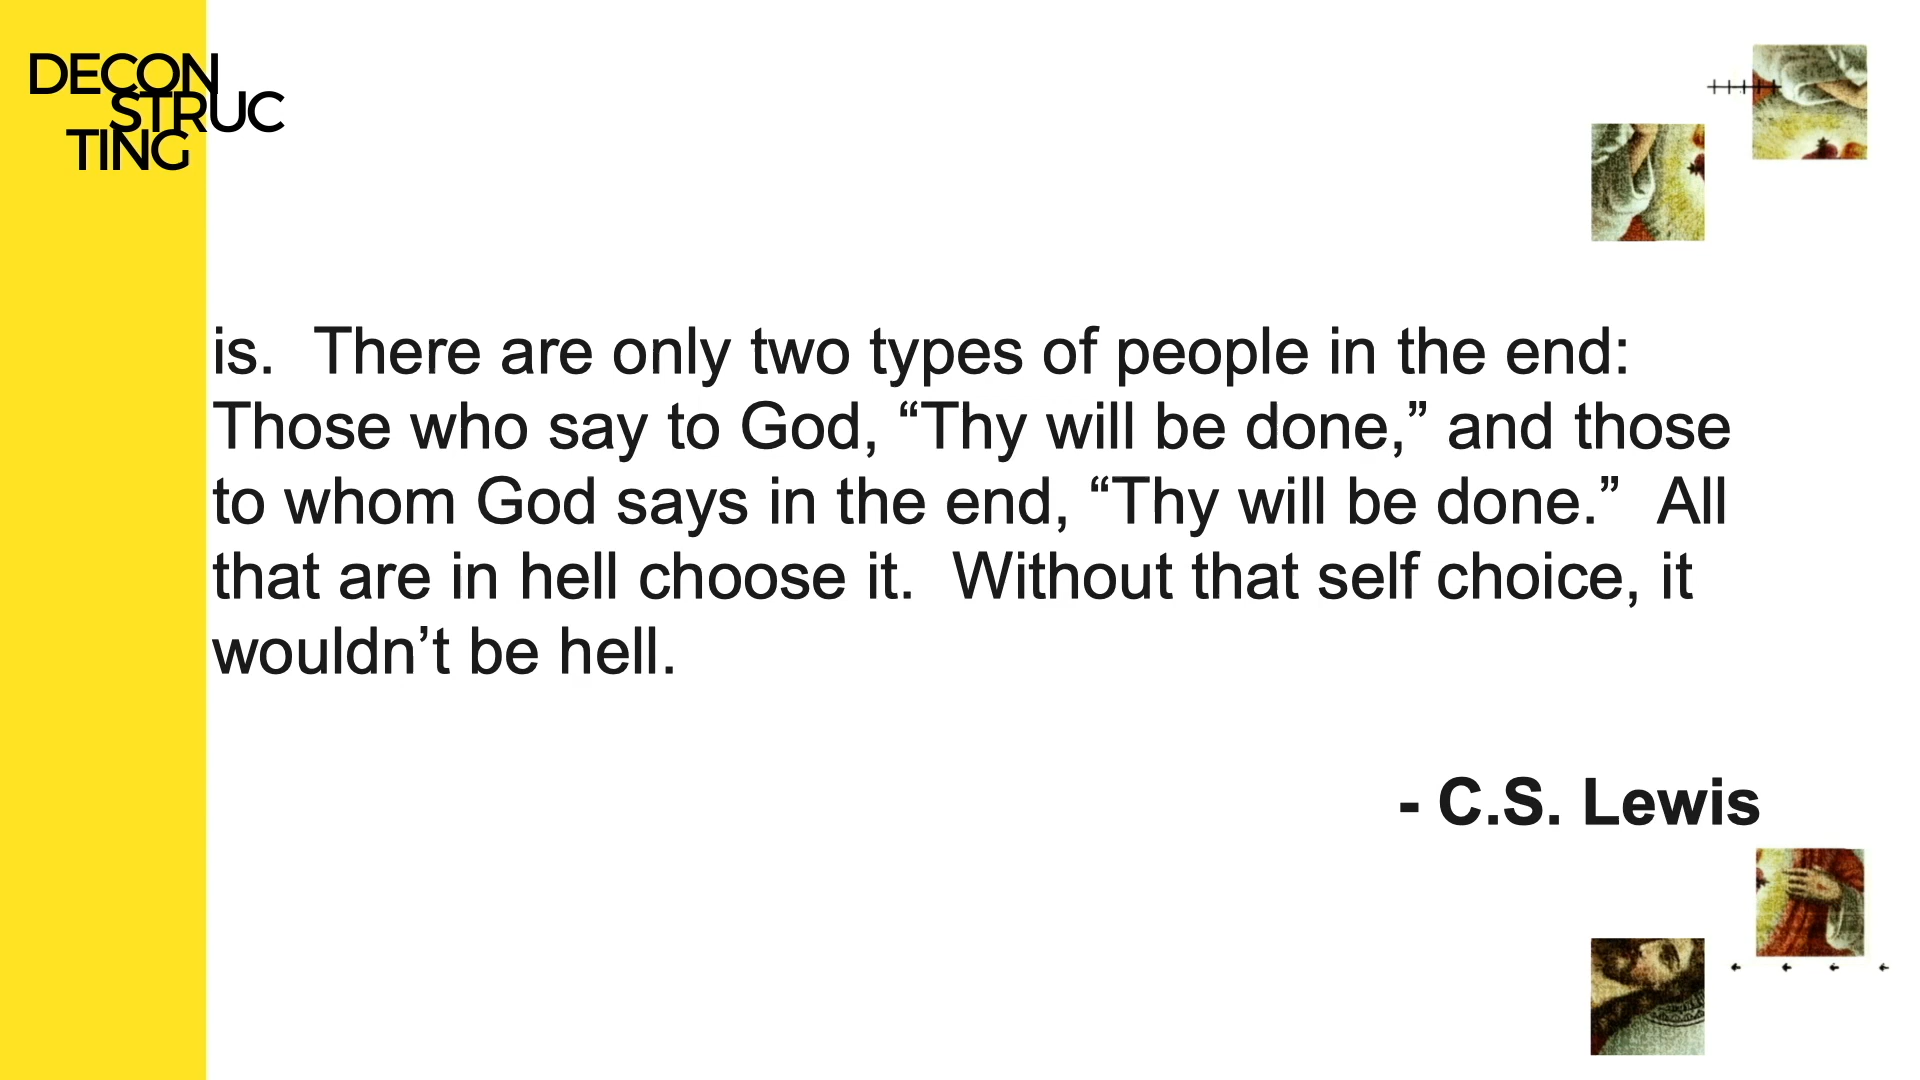 DECON
STRUC
TING
is.  There are only two types of people in the end:
Those who say to God, “Thy will be done,” and those
to whom God says in the end, “Thy will be done.”  All
that are in hell choose it.  Without that self choice, it
wouldn’t be hell.
- C.S. Lewis